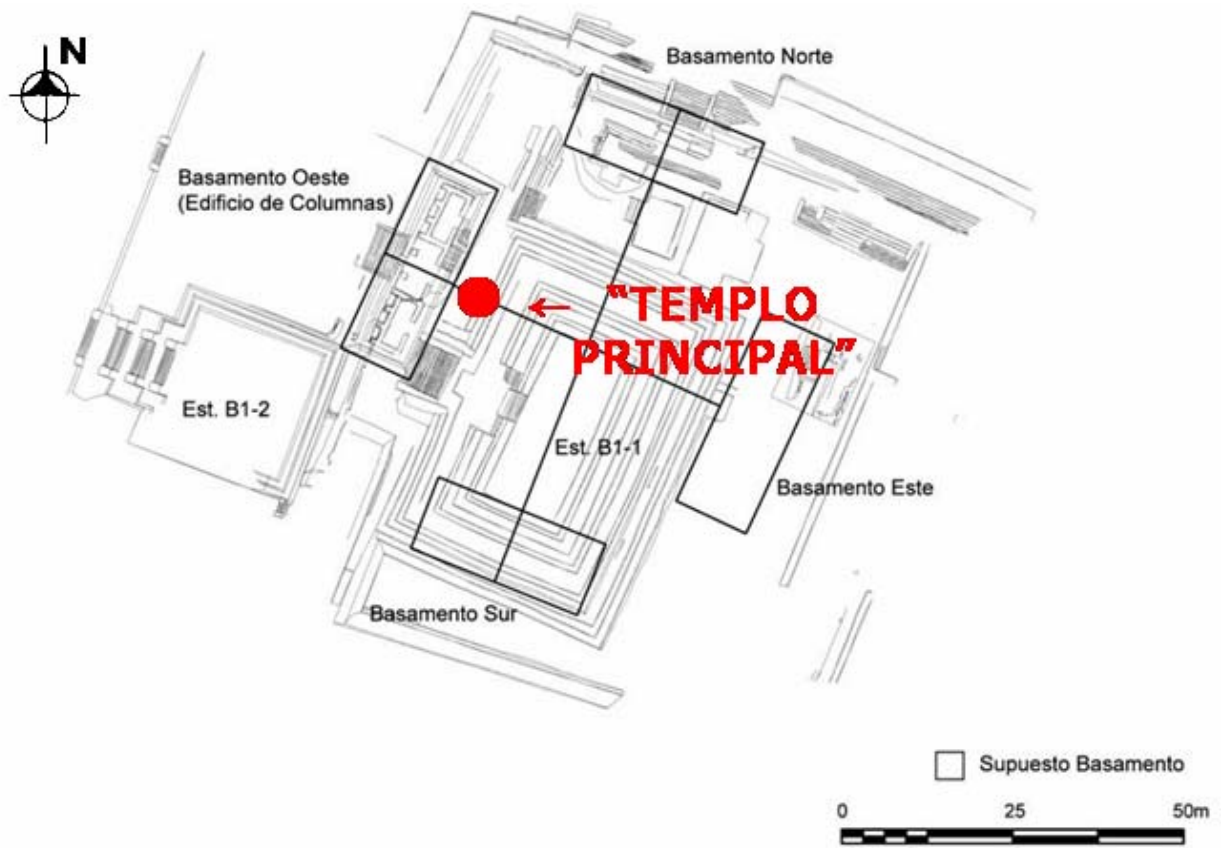 N
Basamento Norte
Basamento Oeste
(Edificio de Columnas)
← "TEMPLO
PRINCIPAL"
Est. B1-2
Est. B1-1
Basamento Este
Basamento Sur
Supuesto Basamento
0 25 50m